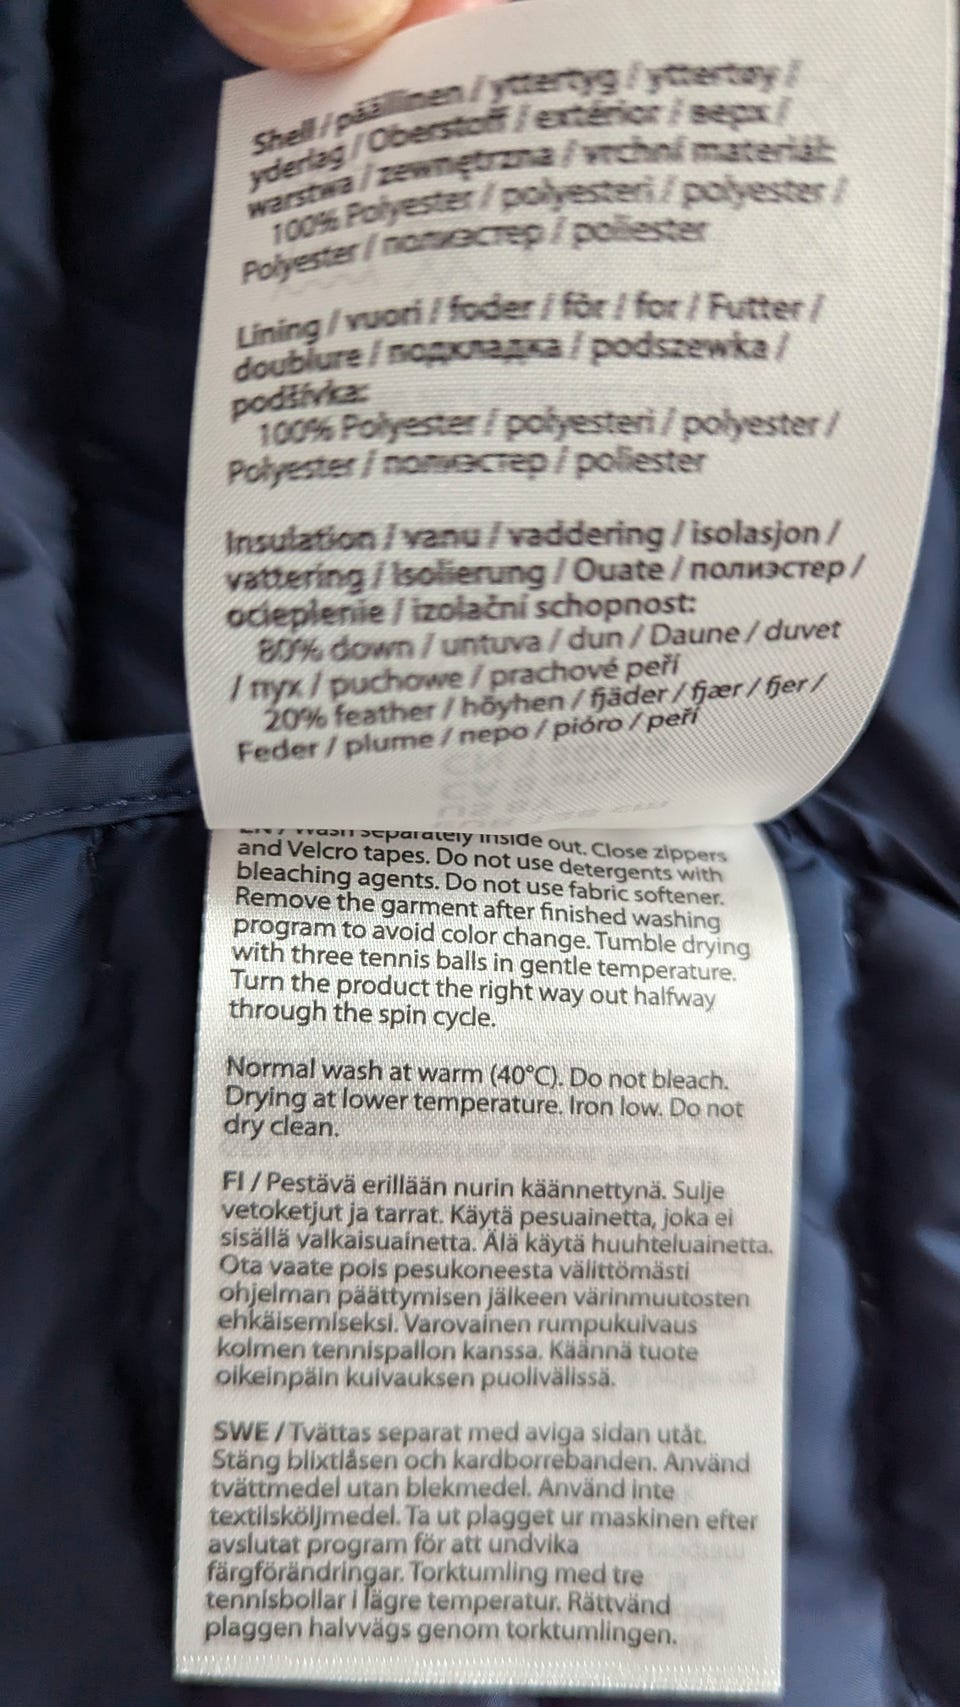 Shell / päällinen / yttertyg / yttertøy /
yderlag / Oberstoff / extérior / верх /
warstwa / zewnętrzna / vrchní materiál:
100% Polyester / polyesteri / polyester /
Polyester / полиэстер / poliester
Lining / vuori / foder / fôr / for / Futter /
doublure / подкладка / podszewka /
podšívka:
100% Polyester / polyesteri / polyester /
Polyester / полиэстер / poliester
Insulation / vanu / vaddering / isolasjon /
vattering / Isolierung / Ouate / полиэстер /
ocieplenie / izolační schopnost:
80% down / untuva / dun / Daune / duvet
/ пух / puchowe / prachové peří
20% feather / höyhen / fjäder / fjær / fjer /
Feder / plume / перо / pióro / peří
EN / Wash separately inside out. Close zippers
and Velcro tapes. Do not use detergents with
bleaching agents. Do not use fabric softener.
Remove the garment after finished washing
program to avoid color change. Tumble drying
with three tennis balls in gentle temperature.
Turn the product the right way out halfway
through the spin cycle.
Normal wash at warm (40°C). Do not bleach.
Drying at lower temperature. Iron low. Do not
dry clean.
FI / Pestävä erillään nurin käännettynä. Sulje
vetoketjut ja tarrat. Käytä pesuainetta, joka ei
sisällä valkaisuainetta. Älä käytä huuhteluainetta.
Ota vaate pois pesukoneesta välittömästi
ohjelman päättymisen jälkeen värinmuutosten
ehkäisemiseksi. Varovainen rumpukuivaus
kolmen tennispallon kanssa. Käännä tuote
oikeinpäin kuivauksen puolivälissä.
SWE / Tvättas separat med aviga sidan utåt.
Stäng blixtlåsen och kardborrebanden. Använd
tvättmedel utan blekmedel. Använd inte
textilsköljmedel. Ta ut plagget ur maskinen efter
avslutat program för att undvika
färgförändringar. Torktumling med tre
tennisbollar i lägre temperatur. Rättvänd
plaggen halvvägs genom torktumlingen.